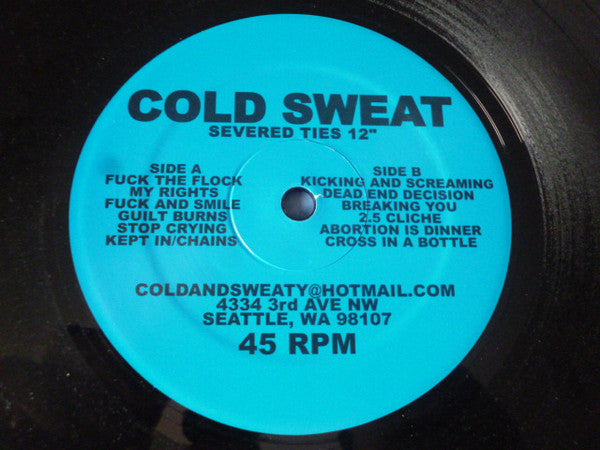 COLD SWEAT
SEVERED TIES 12"
SIDE A
FUCK THE FLOCK
MY RIGHTS
FUCK AND SMILE
GUILT BURNS
STOP CRYING
KEPT IN/CHAINS
SIDE B
KICKING AND SCREAMING
DEAD END DECISION
BREAKING YOU
2.5 CLICHE
ABORTION IS DINNER
CROSS IN A BOTTLE
COLDANDSWEATY@HOTMAIL.COM
4334 3rd AVE NW
SEATTLE, WA 98107
45 RPM